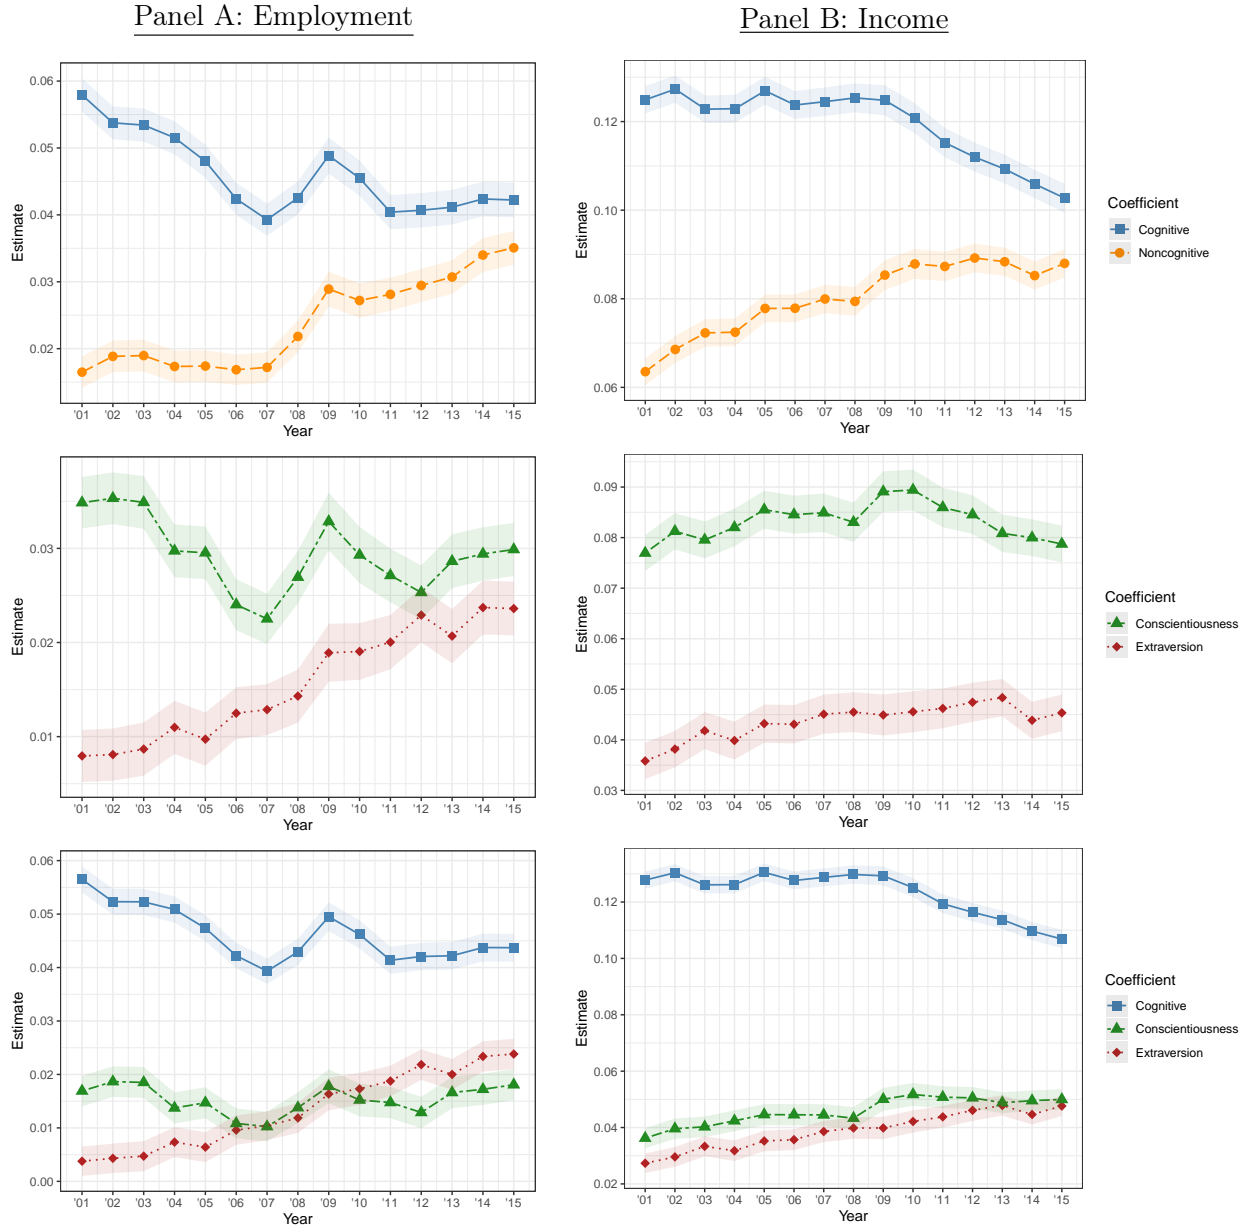 Panel A: Employment
Panel B: Income
Estimate
0.06
0.05
0.04
0.03
0.02
'01 '02 '03 '04 '05 '06 '07 '08 '09 '10 '11 '12 '13 '14 '15
Year
Estimate
0.12
0.10
0.08
0.06
'01 '02 '03 '04 '05 '06 '07 '08 '09 '10 '11 '12 '13 '14 '15
Year
Coefficient
Cognitive
Noncognitive
Estimate
0.03
0.02
0.01
'01 '02 '03 '04 '05 '06 '07 '08 '09 '10 '11 '12 '13 '14 '15
Year
Estimate
0.09
0.08
0.07
0.06
0.05
0.04
0.03
'01 '02 '03 '04 '05 '06 '07 '08 '09 '10 '11 '12 '13 '14 '15
Year
Coefficient
Conscientiousness
Extraversion
Estimate
0.06
0.05
0.04
0.03
0.02
0.01
0.00
'01 '02 '03 '04 '05 '06 '07 '08 '09 '10 '11 '12 '13 '14 '15
Year
Estimate
0.12
0.10
0.08
0.06
0.04
0.02
'01 '02 '03 '04 '05 '06 '07 '08 '09 '10 '11 '12 '13 '14 '15
Year
Coefficient
Cognitive
Conscientiousness
Extraversion